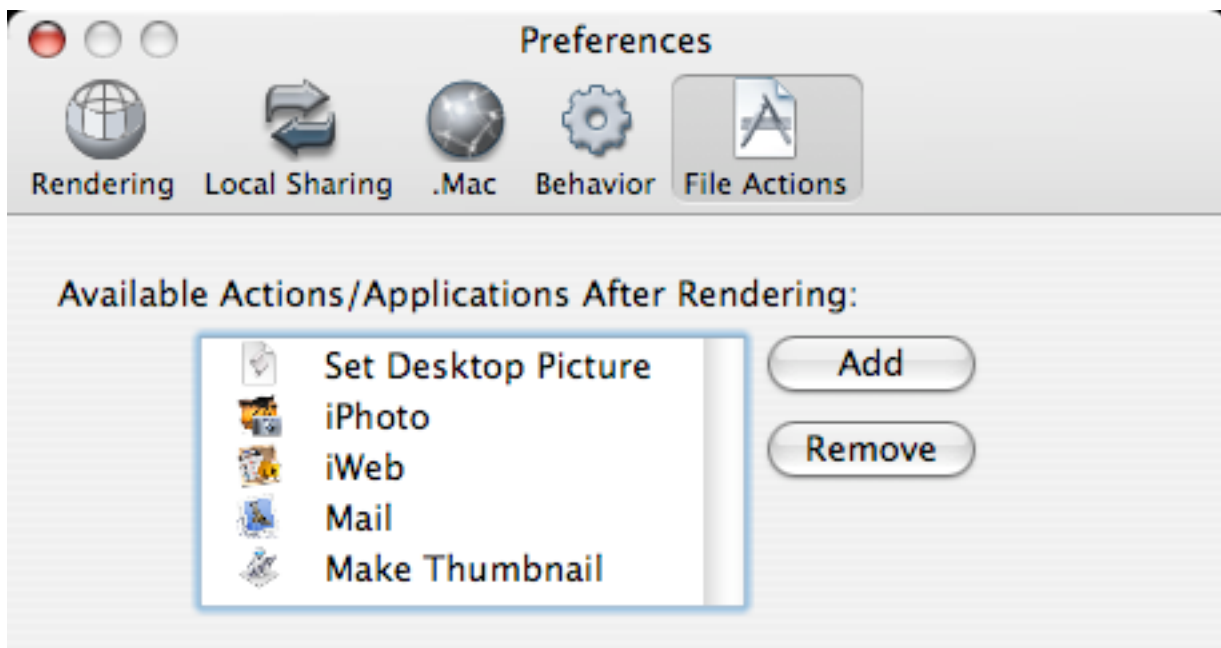 Preferences
Rendering Local Sharing .Mac Behavior File Actions
Available Actions/Applications After Rendering:
Set Desktop Picture
Add
iPhoto
iWeb
Remove
Mail
Make Thumbnail